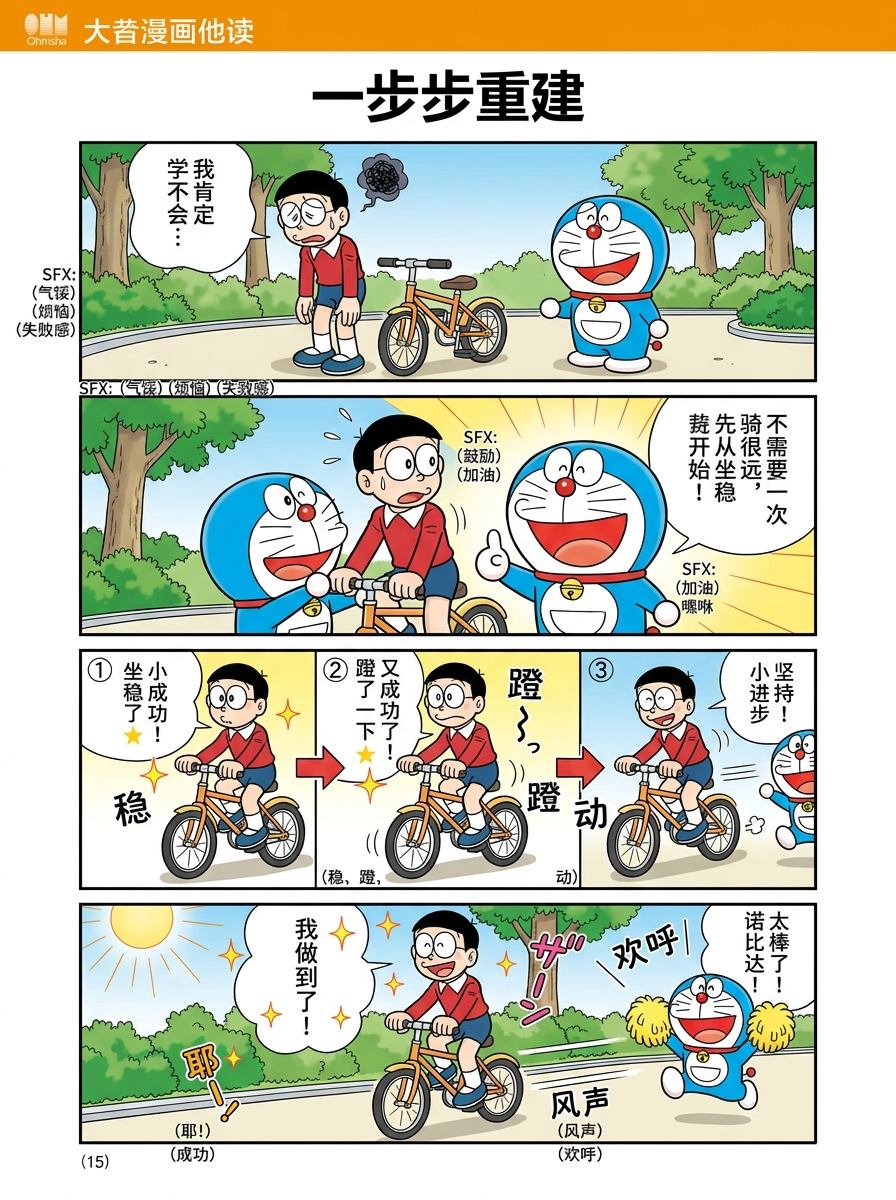 OHM
Ohmsha
大昔漫画他读
一步步重建
我肯定
学不会…
SFX:
(气馁)
(烦恼)
(失败感)
SFX: (气馁) (烦恼) (失败感)
SFX:
(鼓励)
(加油)
不需要一次
骑很远，
先从坐稳
开始！
SFX:
(加油)
①
小成功！
坐稳了★
稳
②
又成功了！
蹬了一下★
蹬～っ
蹬
(稳、蹬,
动)
③
动
坚持！
小进步
我做到了！
ザーン
欢呼
太棒了！
诺比达！
耶ー！
(耶!)
(成功)
风声
(风声)
(欢呼)
(15)